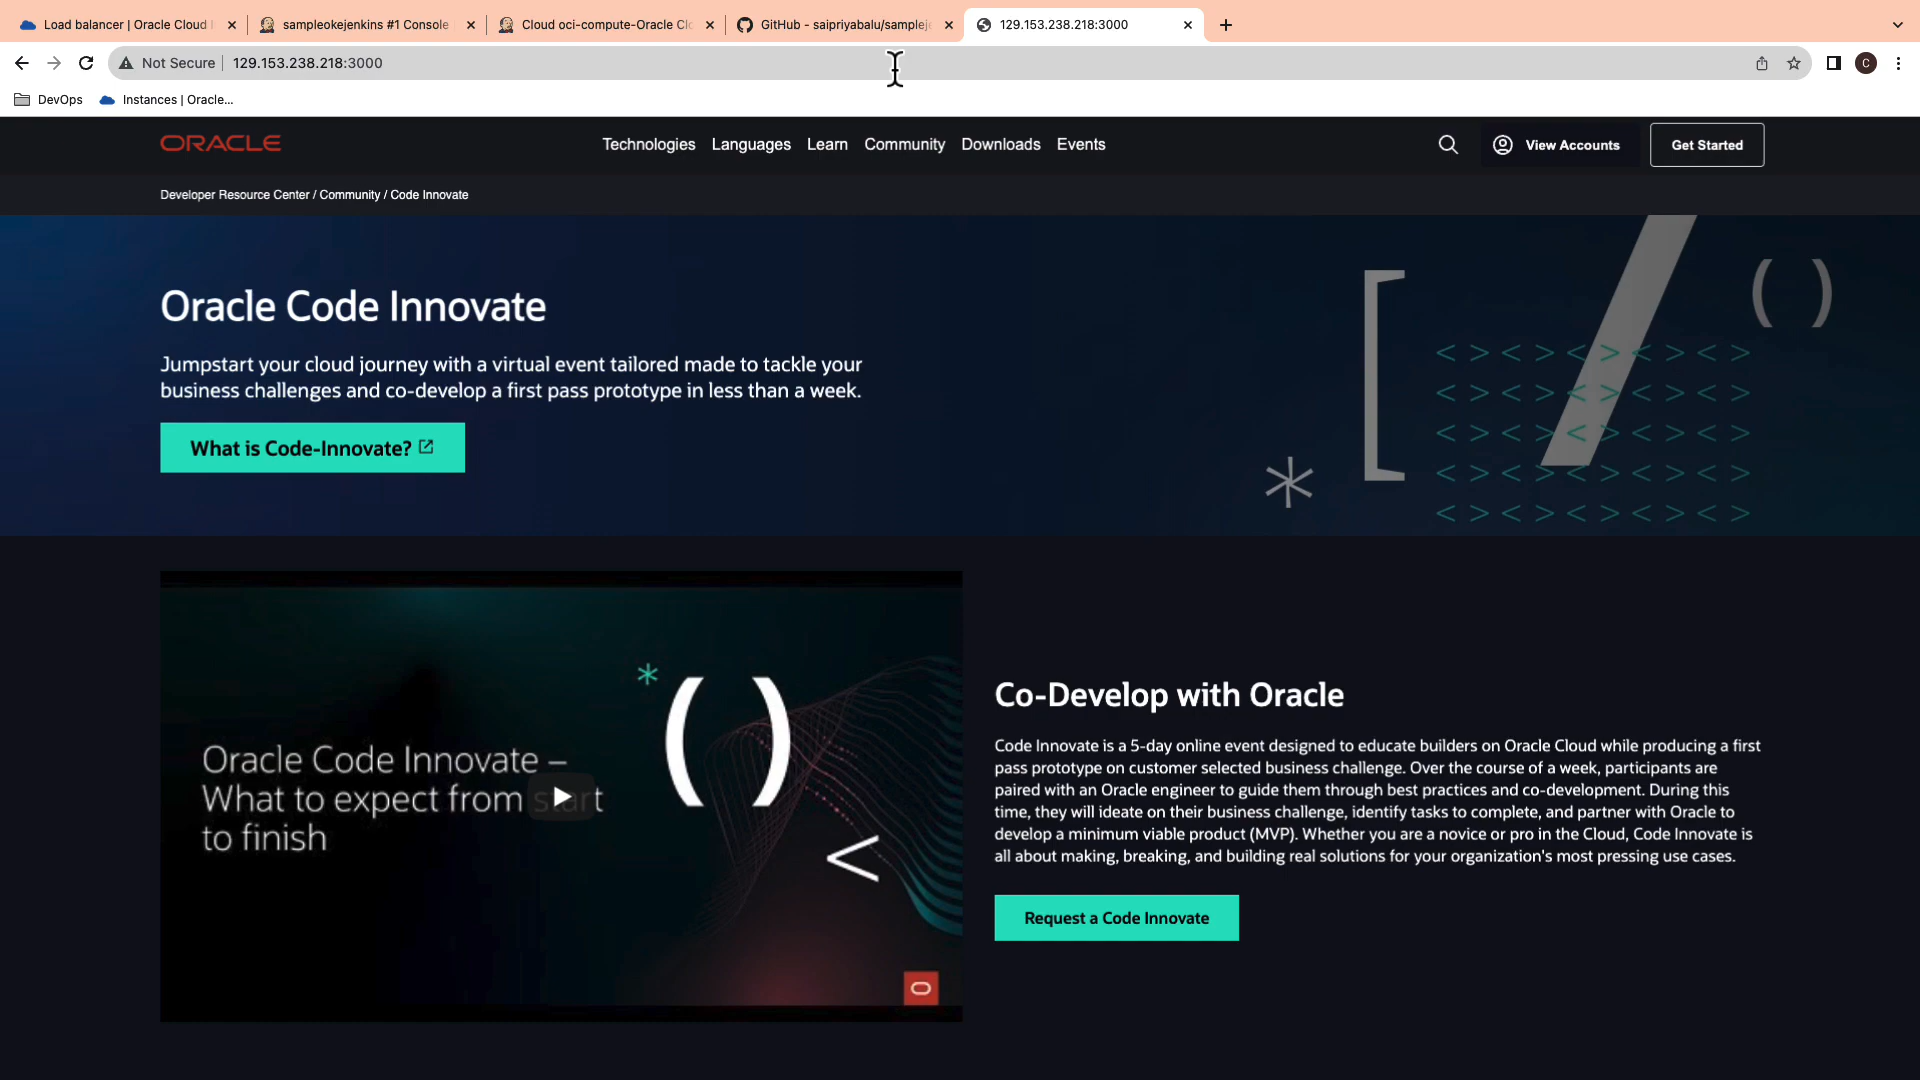 Load balancer | Oracle Cloud
sampleokejenkins #1 Console
Cloud oci-compute-Oracle Cl
GitHub - saipriyabalu/sampleje
129.153.238.218:3000
Not Secure
129.153.238.218:3000
C
DevOps
Instances | Oracle...
ORACLE
Technologies
Languages
Learn
Community
Downloads
Events
View Accounts
Get Started
Developer Resource Center / Community / Code Innovate
Oracle Code Innovate
Jumpstart your cloud journey with a virtual event tailored made to tackle your
business challenges and co-develop a first pass prototype in less than a week.
What is Code-Innovate?
[ / ( )
< > < > < > < > < >
< > < > < > < > < >
< > < > < > < > < >
< > < > < > < > < >
< > < > < > < > < >
*
* ( )
<
Oracle Code Innovate –
What to expect from start
to finish
Co-Develop with Oracle
Code Innovate is a 5-day online event designed to educate builders on Oracle Cloud while producing a first
pass prototype on customer selected business challenge. Over the course of a week, participants are
paired with an Oracle engineer to guide them through best practices and co-development. During this
time, they will ideate on their business challenge, identify tasks to complete, and partner with Oracle to
develop a minimum viable product (MVP). Whether you are a novice or pro in the Cloud, Code Innovate is
all about making, breaking, and building real solutions for your organization's most pressing use cases.
Request a Code Innovate